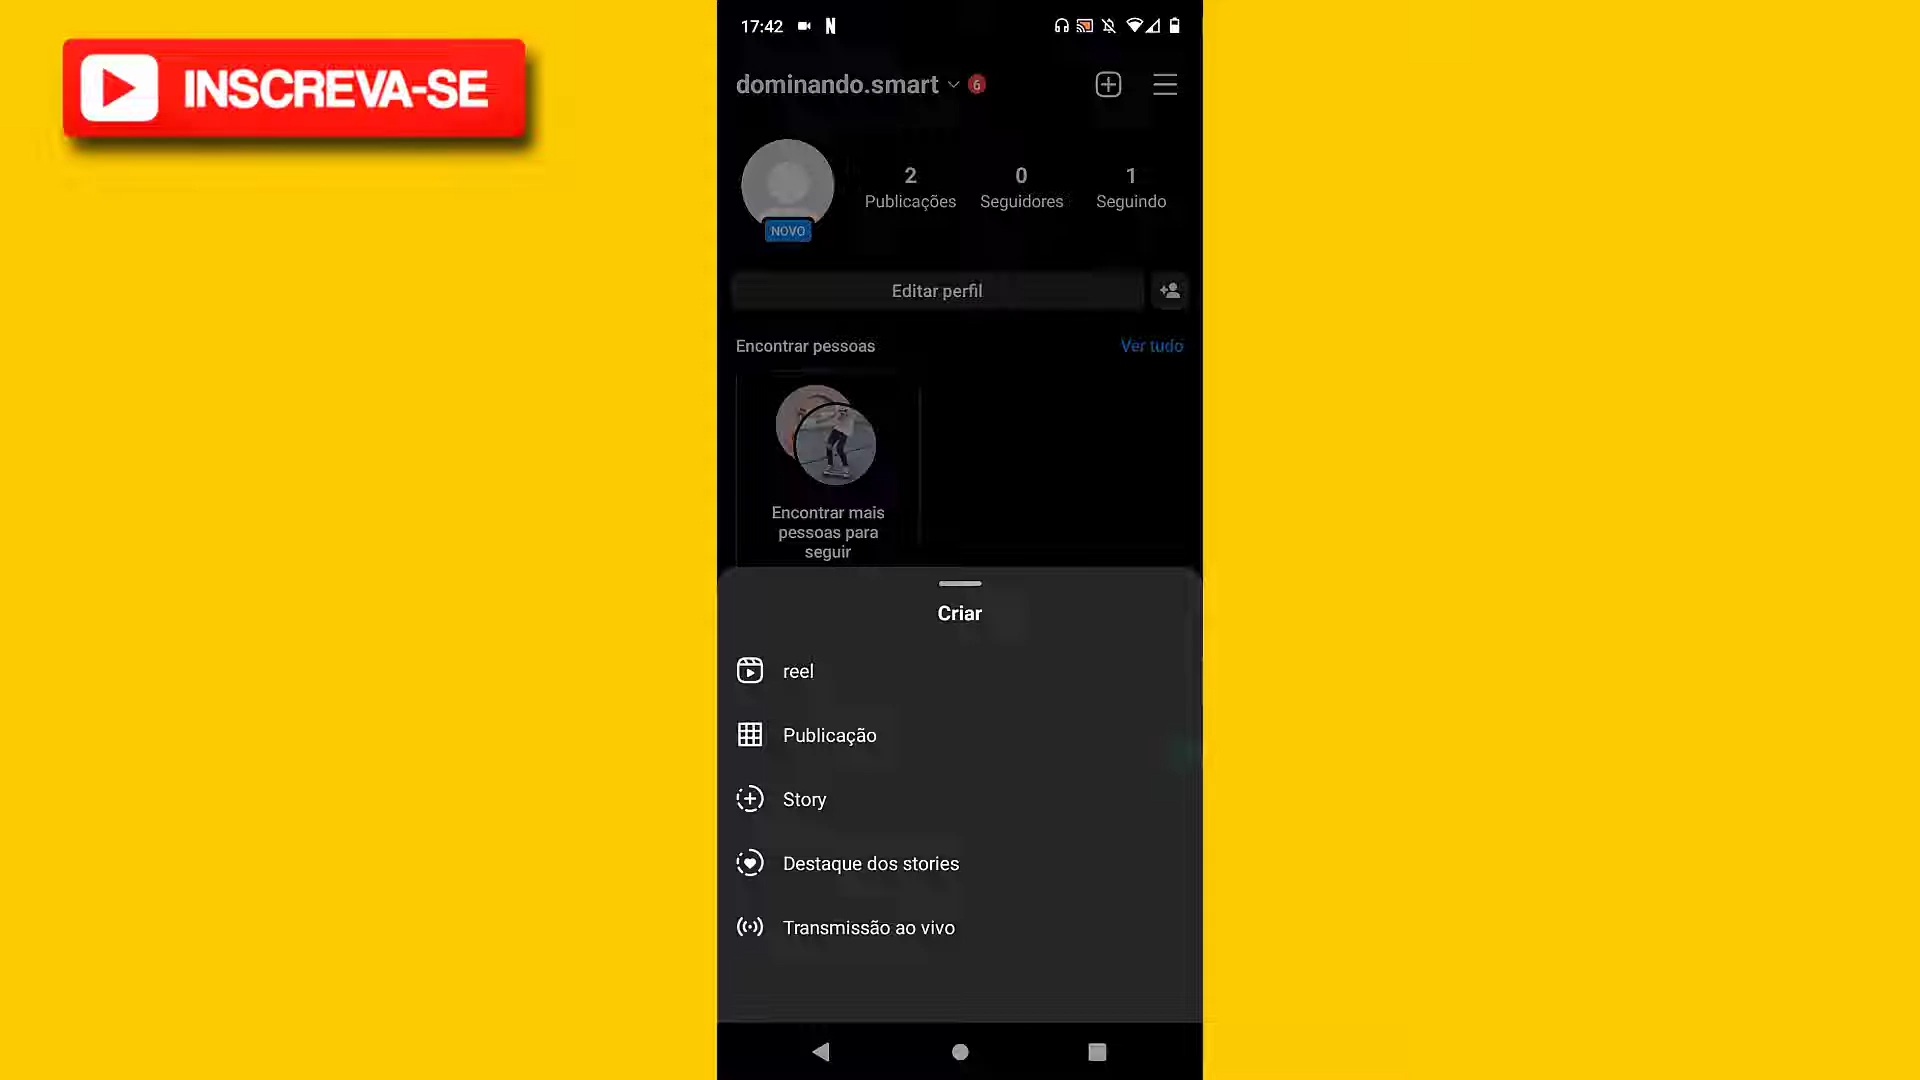 INSCREVA-SE
17:42 N
dominando.smart 6
2 0 1
Publicações Seguidores Seguindo
NOVO
Editar perfil
Encontrar pessoas Ver tudo
Encontrar mais
pessoas para
seguir
Criar
reel
Publicação
Story
Destaque dos stories
Transmissão ao vivo